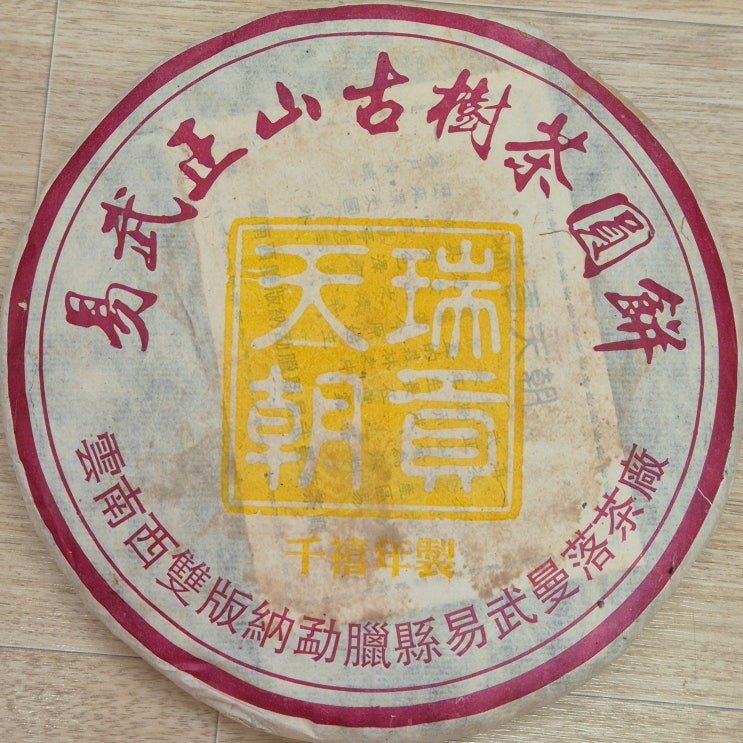 易武正山古樹茶圓餅
瑞貢
天朝
千禧年製
雲南西雙版納勐臘縣易武曼落茶廠